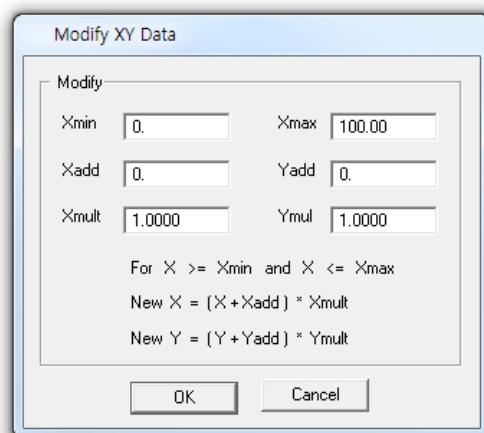 Modify XY Data
Modify
Xmin 0. Xmax 100.00
Xadd 0. Yadd 0.
Xmult 1.0000 Ymul 1.0000
For X >= Xmin and X <= Xmax
New X = ( X + Xadd ) * Xmult
New Y = ( Y + Yadd ) * Ymult
OK Cancel